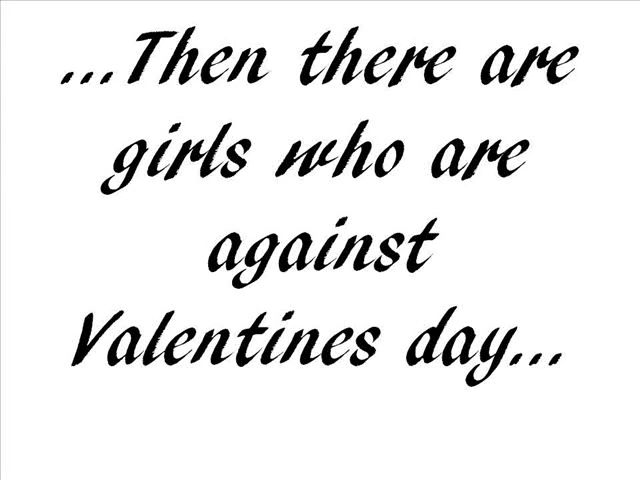 ...Then there are
girls who are
against
Valentines day...